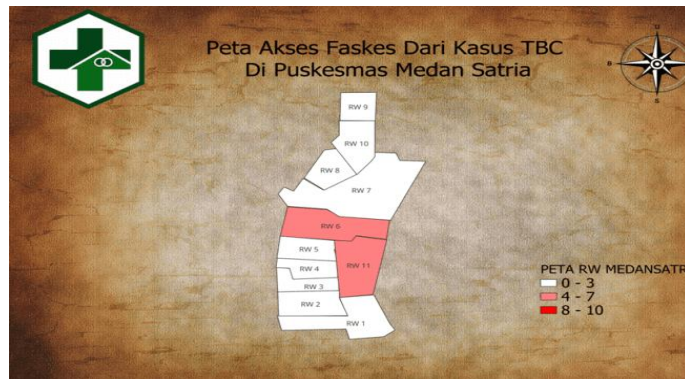 Peta Akses Faskes Dari Kasus TBC
Di Puskesmas Medan Satria
U
B
S
RW 9
RW 10
RW 8
RW 7
RW 6
RW 5
RW 11
RW 4
RW 3
RW 2
RW 1
PETA RW MEDANSATR
0 - 3
4 - 7
8 - 10